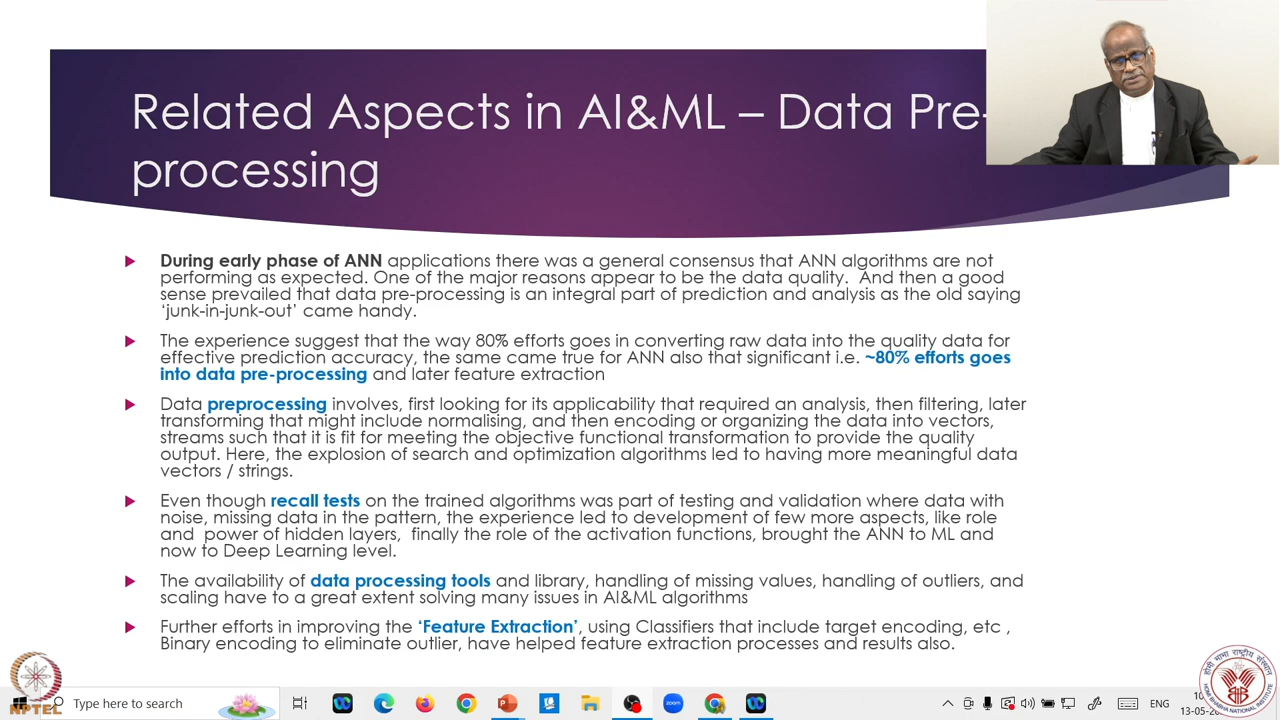 Related Aspects in AI&ML – Data Pre-
processing
During early phase of ANN applications there was a general consensus that ANN algorithms are not
performing as expected. One of the major reasons appear to be the data quality. And then a good
sense prevailed that data pre-processing is an integral part of prediction and analysis as the old saying
‘junk-in-junk-out’ came handy.
The experience suggest that the way 80% efforts goes in converting raw data into the quality data for
effective prediction accuracy, the same came true for ANN also that significant i.e. ~80% efforts goes
into data pre-processing and later feature extraction
Data preprocessing involves, first looking for its applicability that required an analysis, then filtering, later
transforming that might include normalising, and then encoding or organizing the data into vectors,
streams such that it is fit for meeting the objective functional transformation to provide the quality
output. Here, the explosion of search and optimization algorithms led to having more meaningful data
vectors / strings.
Even though recall tests on the trained algorithms was part of testing and validation where data with
noise, missing data in the pattern, the experience led to development of few more aspects, like role
and power of hidden layers, finally the role of the activation functions, brought the ANN to ML and
now to Deep Learning level.
The availability of data processing tools and library, handling of missing values, handling of outliers, and
scaling have to a great extent solving many issues in AI&ML algorithms
Further efforts in improving the ‘Feature Extraction’, using Classifiers that include target encoding, etc ,
Binary encoding to eliminate outlier, have helped feature extraction processes and results also.
NPTEL
Type here to search
zoom
ENG
10
13-05-2
होमी भाभा राष्ट्रीय संस्थान
HOMI BHABHA NATIONAL INSTITUTE